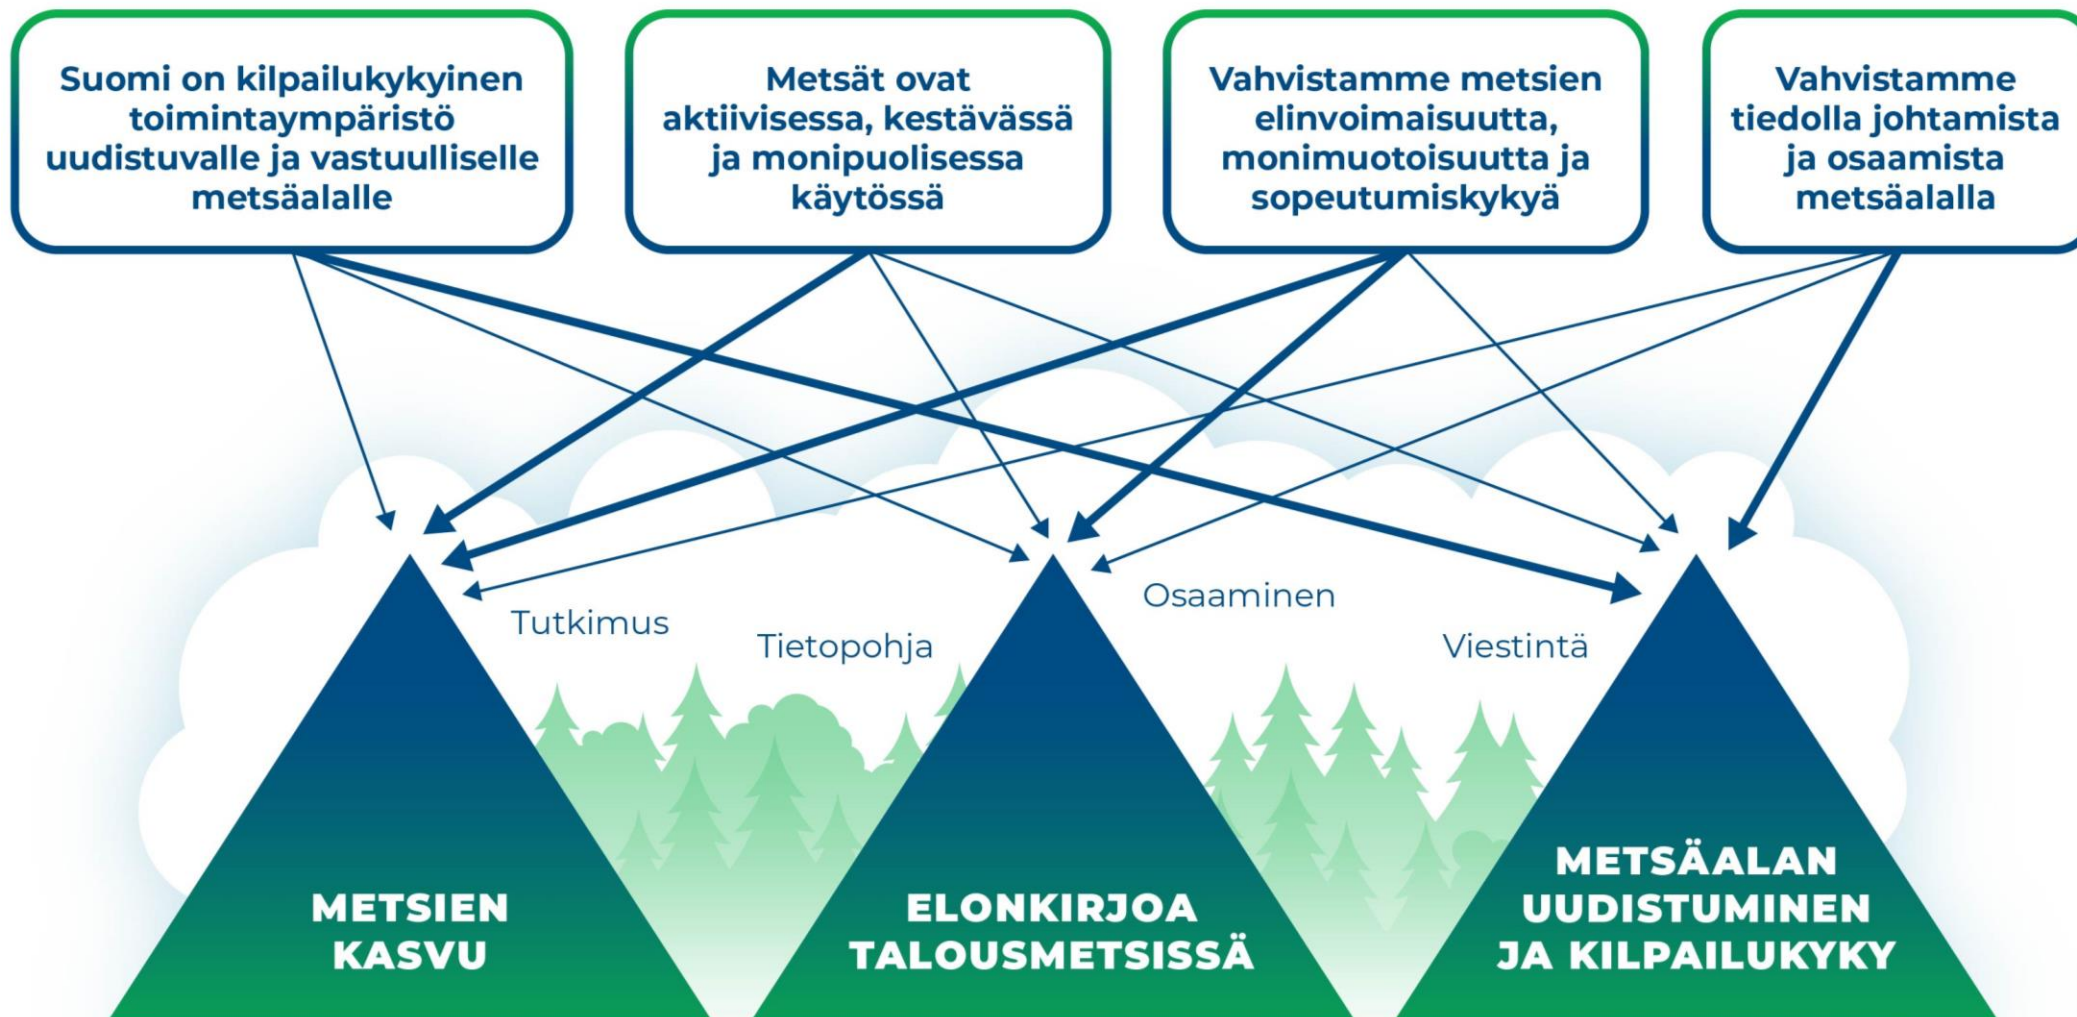 Suomi on kilpailukykyinen
toimintaympäristö
uudistuvalle ja vastuulliselle
metsäalalle
Metsät ovat
aktiivisessa, kestävässä
ja monipuolisessa
käytössä
Vahvistamme metsien
elinvoimaisuutta,
monimuotoisuutta ja
sopeutumiskykyä
Vahvistamme
tiedolla johtamista
ja osaamista
metsäalalla
Tutkimus
Tietopohja
Osaaminen
Viestintä
METSIEN
KASVU
ELONKIRJOA
TALOUSMETSISSÄ
METSÄALAN
UUDISTUMINEN
JA KILPAILUKYKY